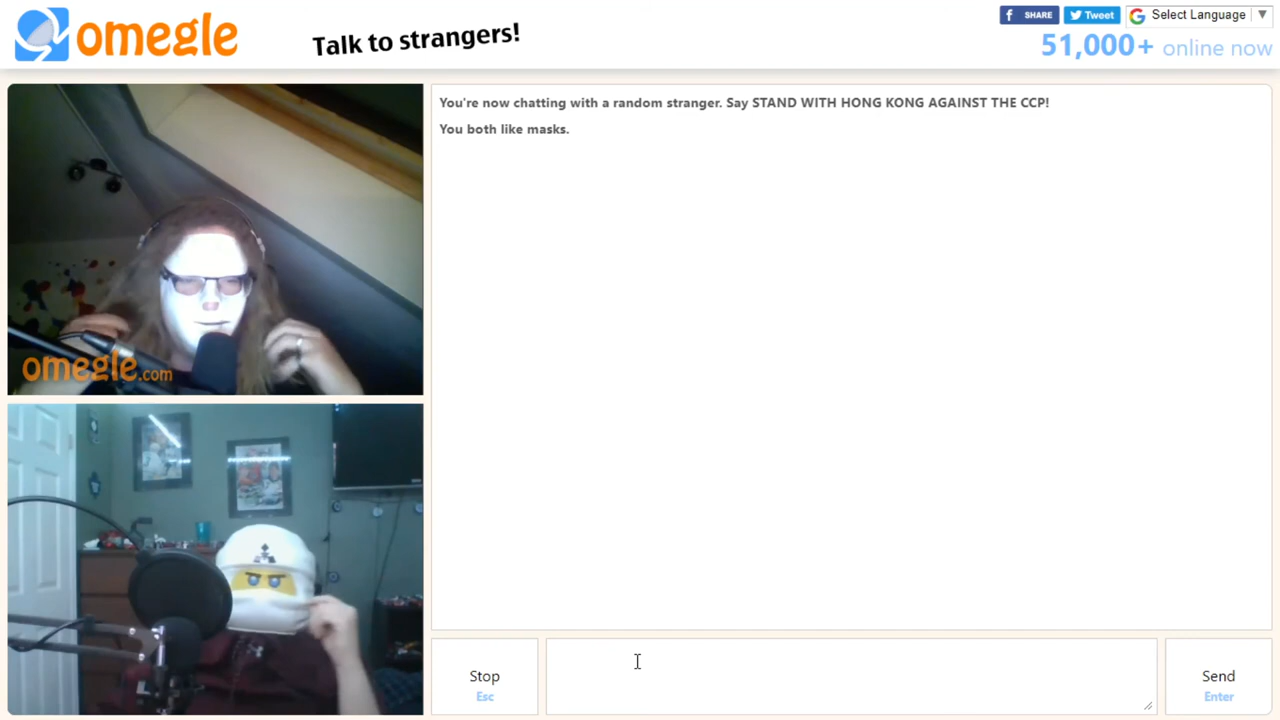 omegle
Talk to strangers!
SHARE
Tweet
Select Language
51,000+ online now
You're now chatting with a random stranger. Say STAND WITH HONG KONG AGAINST THE CCP!
You both like masks.
omegle.com
Stop
Esc
Send
Enter